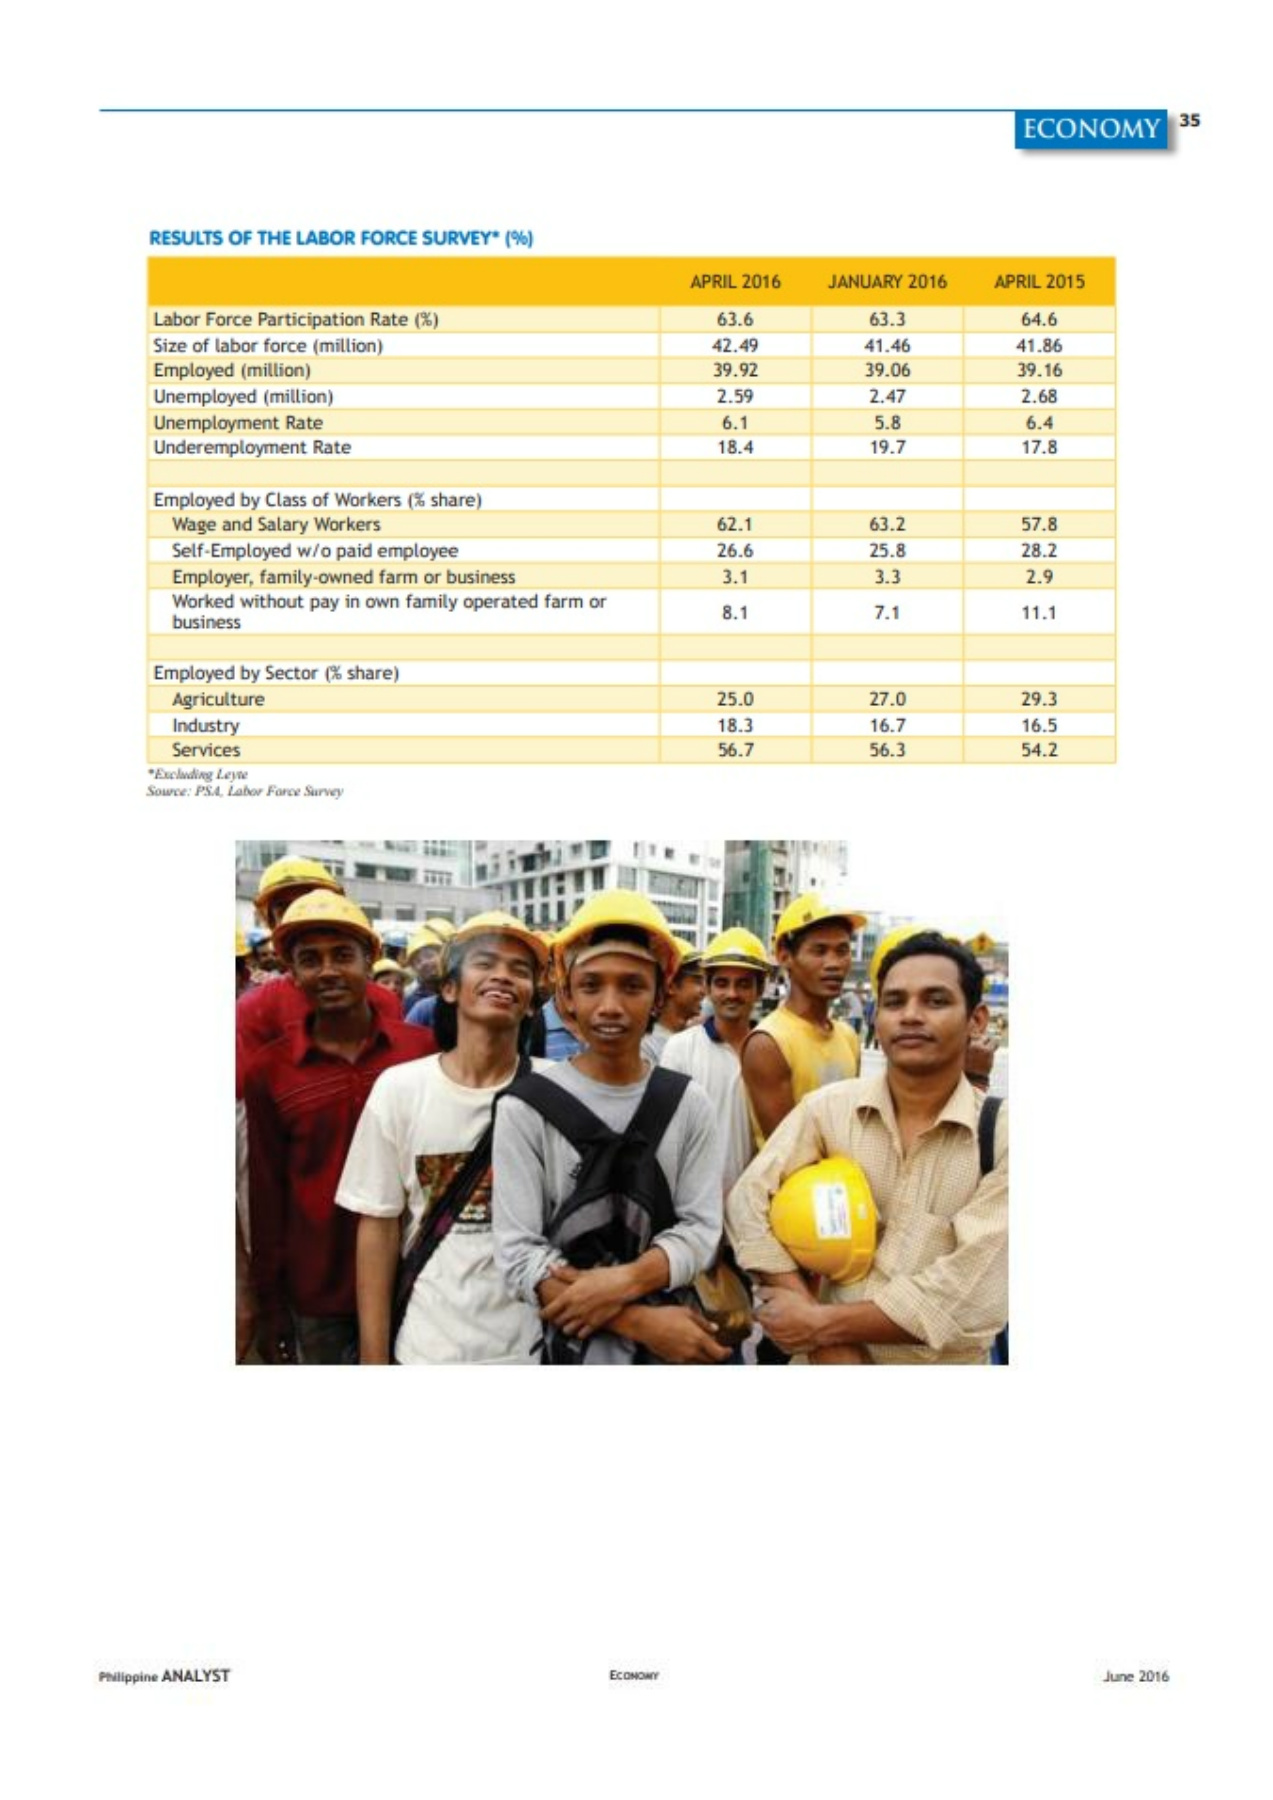 ECONOMY 35
RESULTS OF THE LABOR FORCE SURVEY* (%)
APRIL 2016 JANUARY 2016 APRIL 2015
Labor Force Participation Rate (%) 63.6 63.3 64.6
Size of labor force (million) 42.49 41.46 41.86
Employed (million) 39.92 39.06 39.16
Unemployed (million) 2.59 2.47 2.68
Unemployment Rate 6.1 5.8 6.4
Underemployment Rate 18.4 19.7 17.8
Employed by Class of Workers (% share)
Wage and Salary Workers 62.1 63.2 57.8
Self-Employed w/o paid employee 26.6 25.8 28.2
Employer, family-owned farm or business 3.1 3.3 2.9
Worked without pay in own family operated farm or
business 8.1 7.1 11.1
Employed by Sector (% share)
Agriculture 25.0 27.0 29.3
Industry 18.3 16.7 16.5
Services 56.7 56.3 54.2
*Excluding Leyte
Source: PSA, Labor Force Survey
Philippine ANALYST ECONOMY June 2016